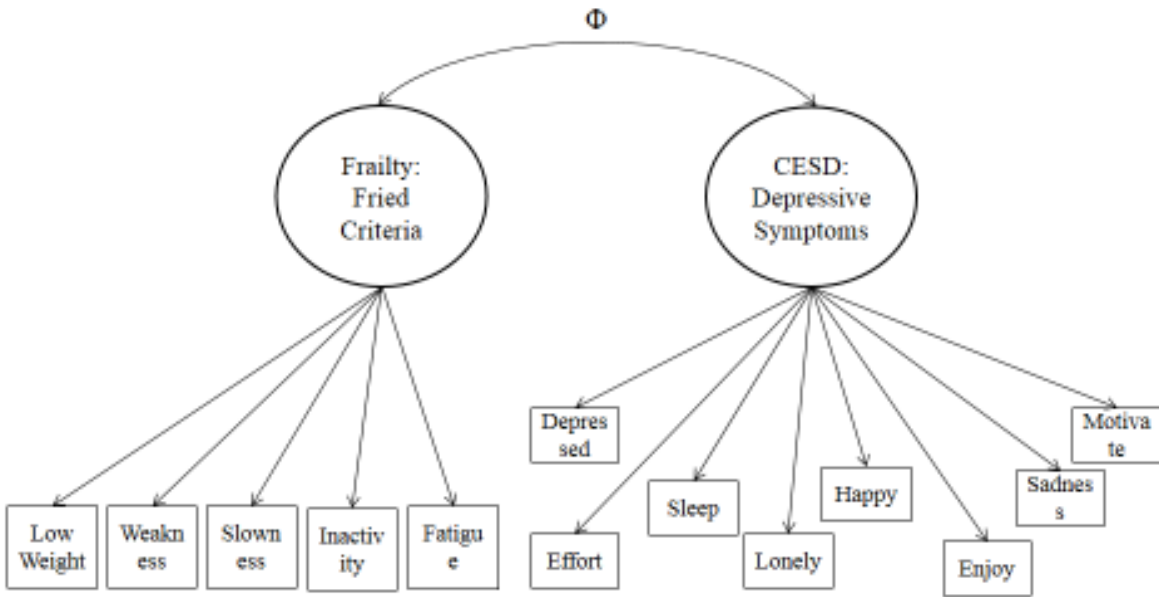 Φ
Frailty:
Fried
Criteria
CESD:
Depressive
Symptoms
Low
Weight
Weakn
ess
Slown
ess
Inactiv
ity
Fatigu
e
Depres
sed
Effort
Sleep
Lonely
Happy
Enjoy
Sadnes
s
Motiva
te